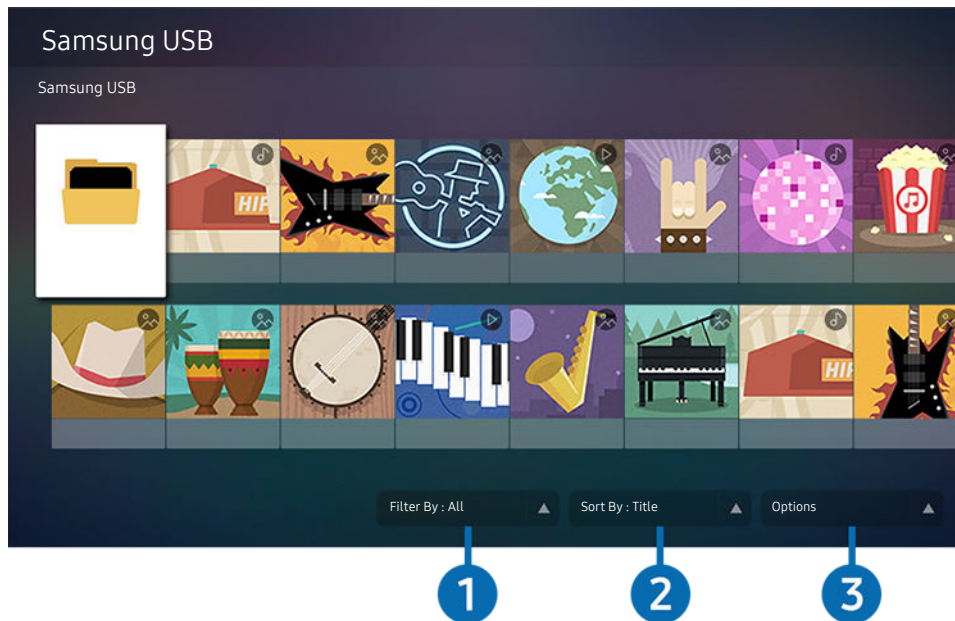 Samsung USB
Samsung USB
HIP
HIP
Filter By : All
Sort By : Title
Options
1
2
3